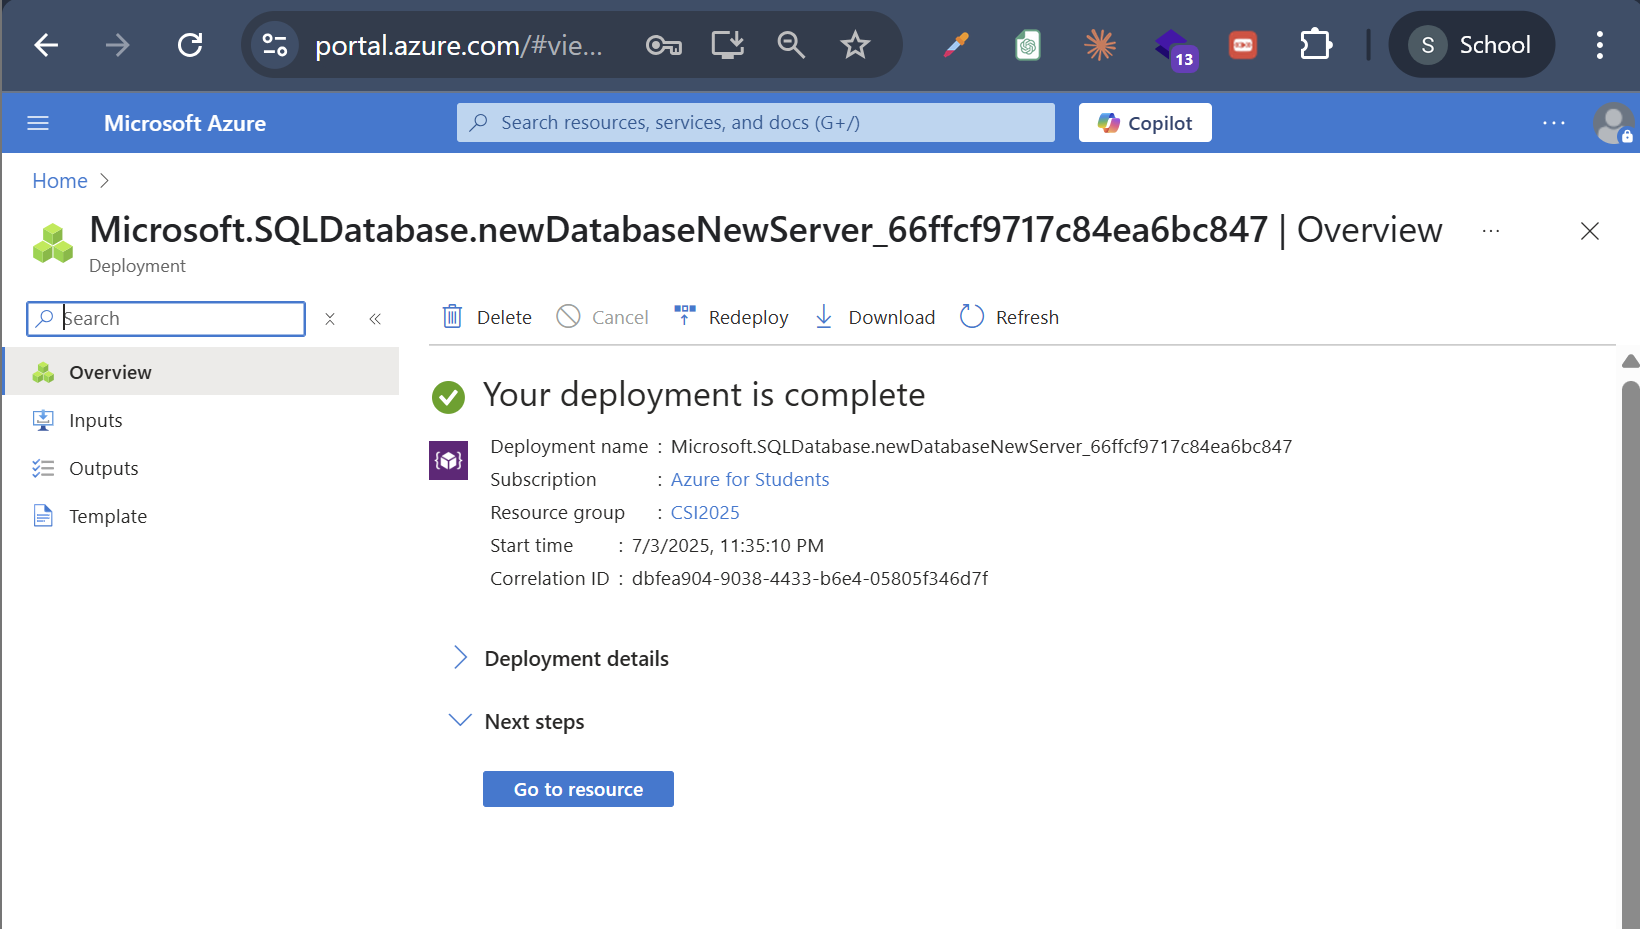 portal.azure.com/#vie...
13
S School
Microsoft Azure
Search resources, services, and docs (G+/)
Copilot
Home
Microsoft.SQLDatabase.newDatabaseNewServer_66ffcf9717c84ea6bc847 | Overview
Deployment
Search
Delete
Cancel
Redeploy
Download
Refresh
Overview
Inputs
Outputs
Template
Your deployment is complete
Deployment name : Microsoft.SQLDatabase.newDatabaseNewServer_66ffcf9717c84ea6bc847
Subscription : Azure for Students
Resource group : CSI2025
Start time : 7/3/2025, 11:35:10 PM
Correlation ID : dbfea904-9038-4433-b6e4-05805f346d7f
Deployment details
Next steps
Go to resource